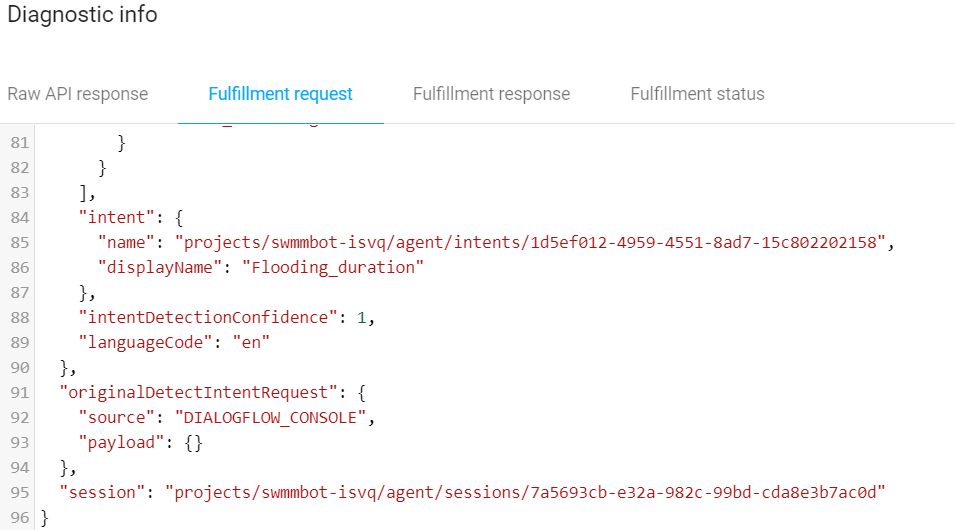 Diagnostic info
Raw API response Fulfillment request Fulfillment response Fulfillment status
81 }
82 }
83 ],
84 "intent": {
85 "name": "projects/swmmbot-isvq/agent/intents/1d5ef012-4959-4551-8ad7-15c802202158",
86 "displayName": "Flooding_duration"
87 },
88 "intentDetectionConfidence": 1,
89 "languageCode": "en"
90 },
91 "originalDetectIntentRequest": {
92 "source": "DIALOGFLOW_CONSOLE",
93 "payload": {}
94 },
95 "session": "projects/swmmbot-isvq/agent/sessions/7a5693cb-e32a-982c-99bd-cda8e3b7ac0d"
96 }